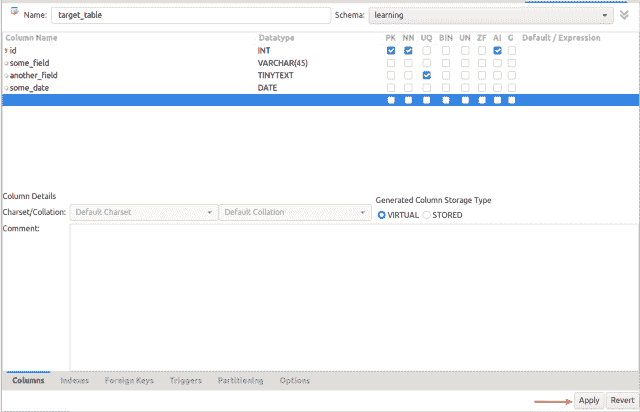 Name: target_table Schema: learning
Column Name Datatype PK NN UQ BIN UN ZF AI G Default / Expression
id INT
some_field VARCHAR(45)
another_field TINYTEXT
some_date DATE
Column Details
Generated Column Storage Type
Charset/Collation: Default Charset Default Collation VIRTUAL STORED
Comment:
Columns Indexes Foreign Keys Triggers Partitioning Options
Apply Revert